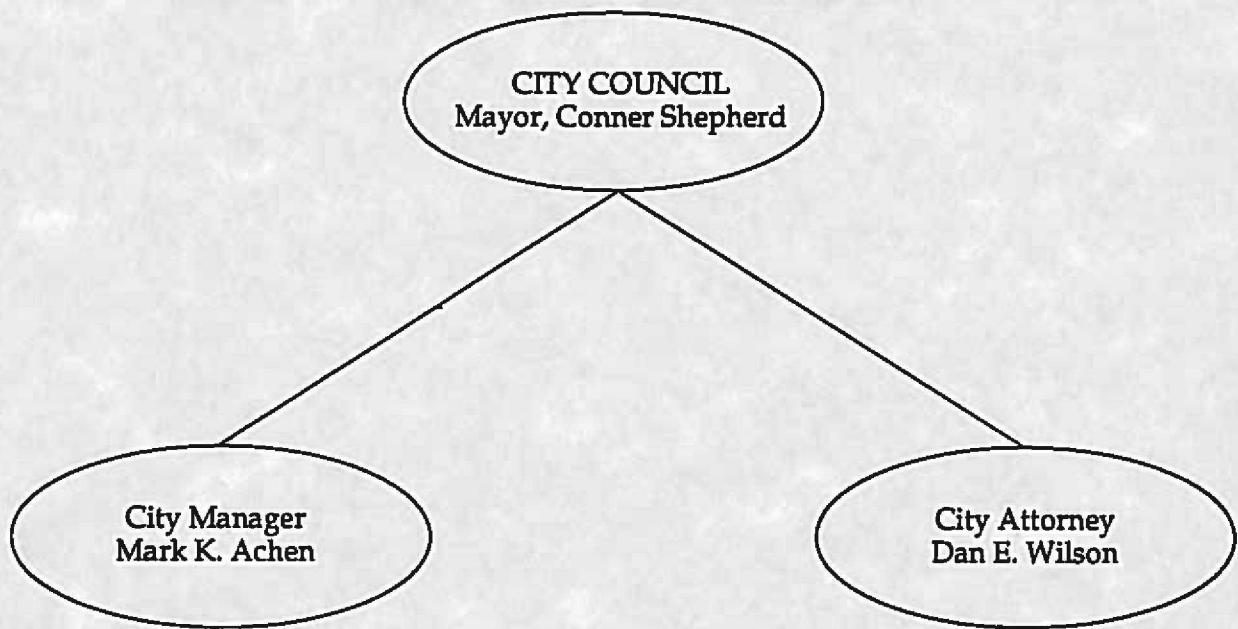 CITY COUNCIL
Mayor, Conner Shepherd
City Manager
Mark K. Achen
City Attorney
Dan E. Wilson